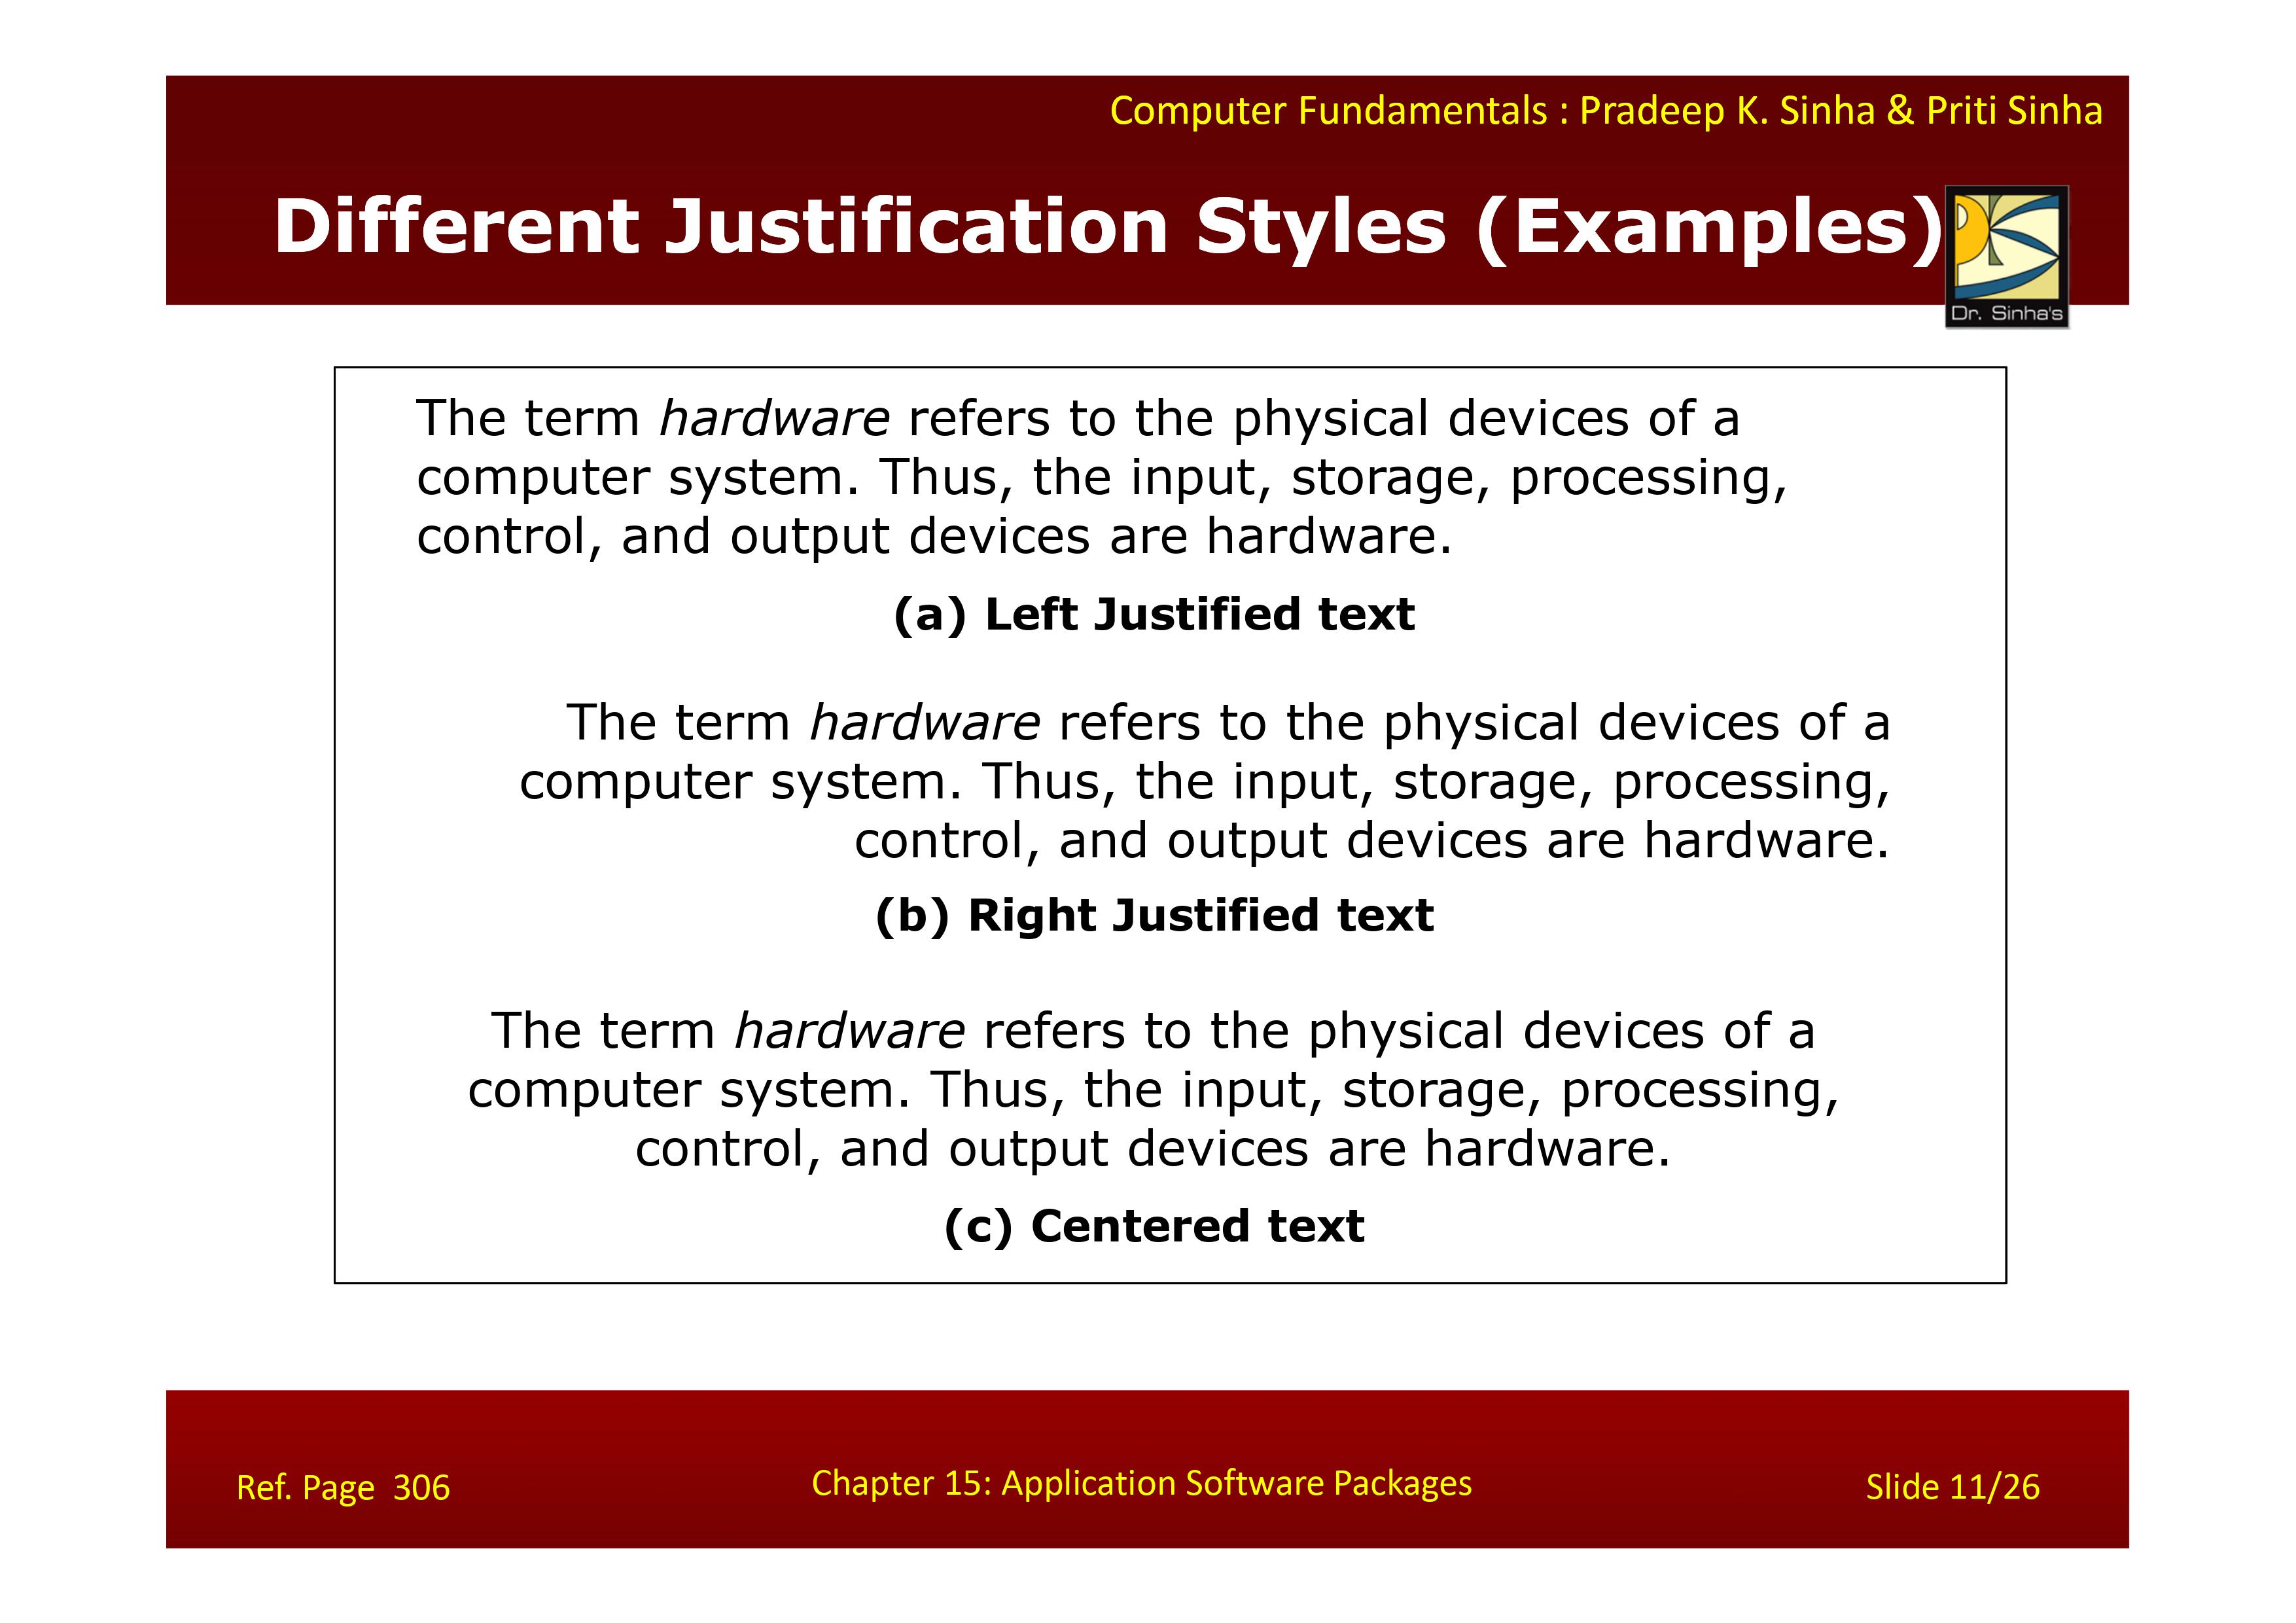 Computer Fundamentals : Pradeep K. Sinha & Priti Sinha
Different Justification Styles (Examples)
Dr. Sinha's
The term hardware refers to the physical devices of a
computer system. Thus, the input, storage, processing,
control, and output devices are hardware.
(a) Left Justified text
The term hardware refers to the physical devices of a
computer system. Thus, the input, storage, processing,
control, and output devices are hardware.
(b) Right Justified text
The term hardware refers to the physical devices of a
computer system. Thus, the input, storage, processing,
control, and output devices are hardware.
(c) Centered text
Ref. Page 306
Chapter 15: Application Software Packages
Slide 11/26